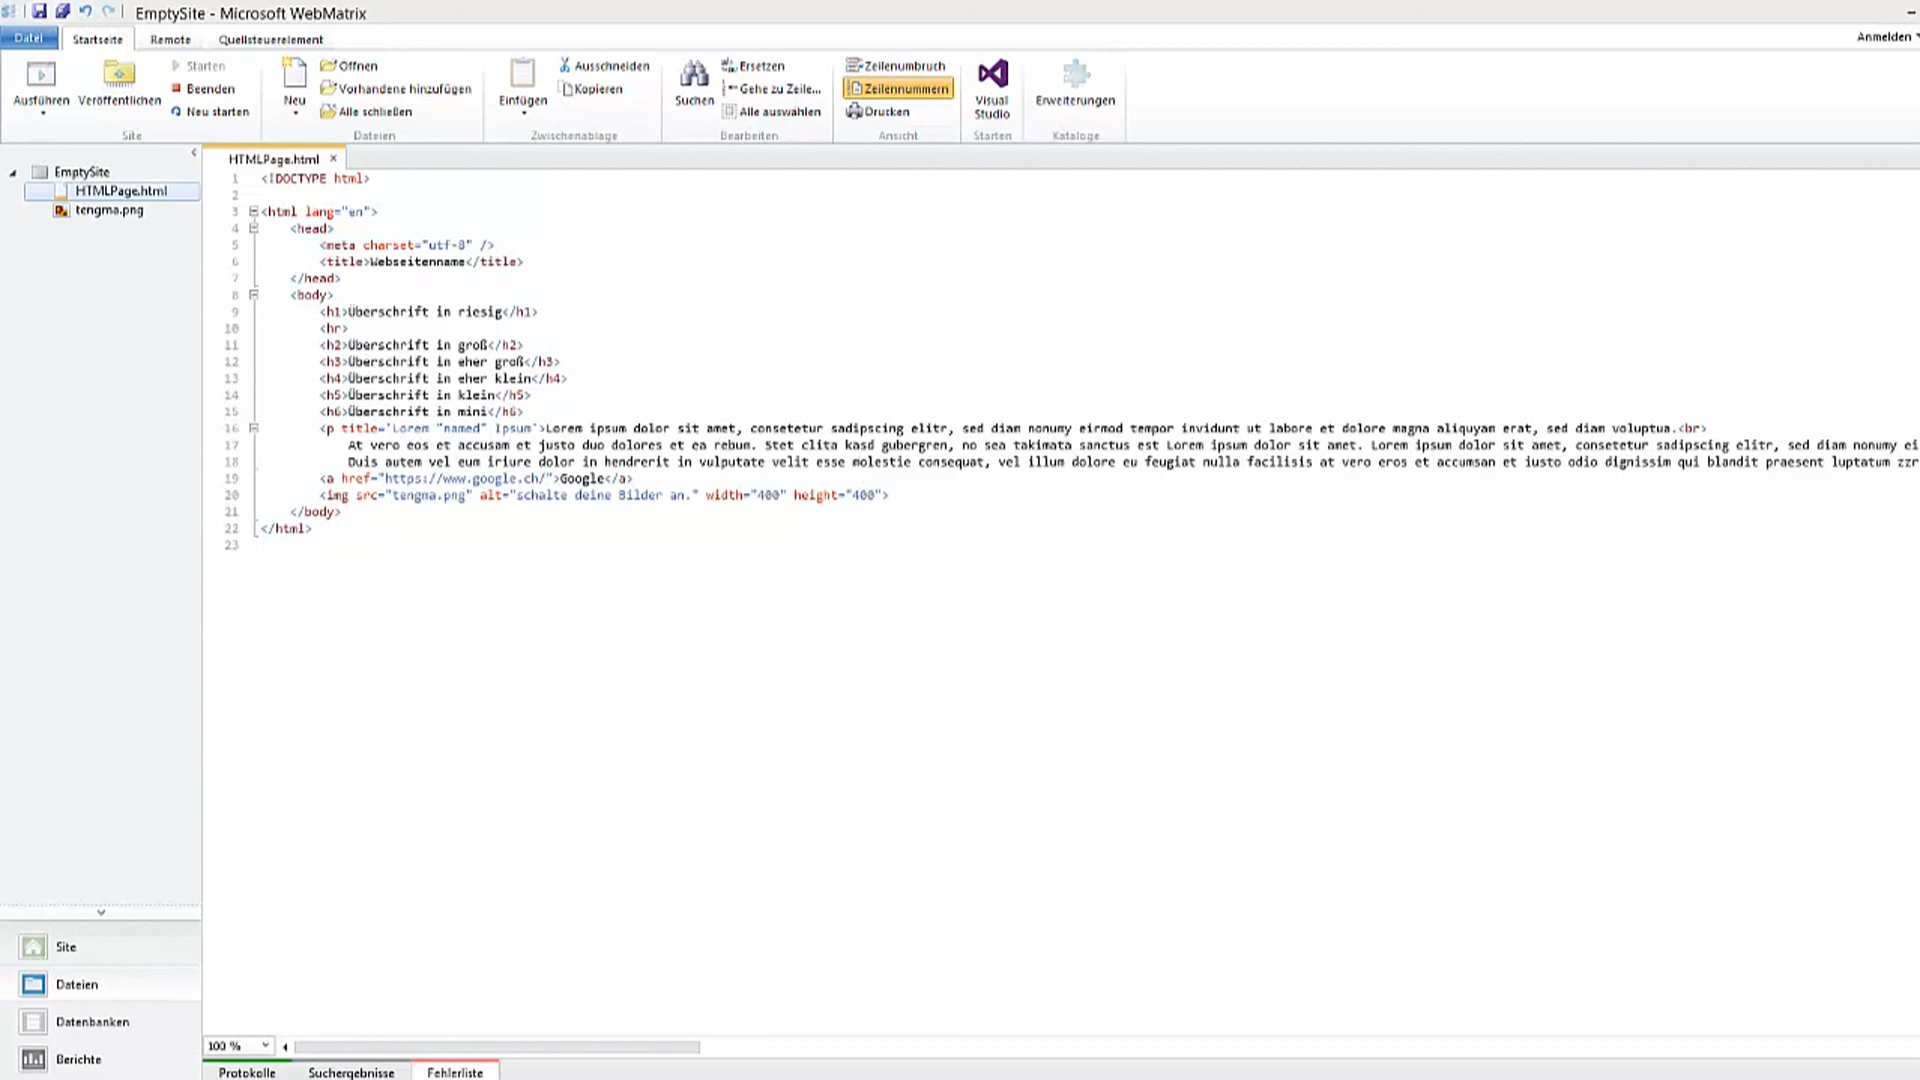 EmptySite - Microsoft WebMatrix
Datei Startseite Remote Quellsteuerelement
Anmelden
Ausführen Veröffentlichen Starten Beenden Neu starten
Site
Neu Öffnen Vorhandene hinzufügen Alle schließen
Dateien
Einfügen Ausschneiden Kopieren
Zwischenablage
Suchen Ersetzen Gehe zu Zeile... Alle auswählen
Bearbeiten
Zeilenumbruch Zeilennummern Drucken
Ansicht
Visual Studio
Starten
Erweiterungen
Kataloge
EmptySite
HTMLPage.html
tengma.png
HTMLPage.html
1 <!DOCTYPE html>
2
3 <html lang="en">
4 <head>
5 <meta charset="utf-8" />
6 <title>Webseitenname</title>
7 </head>
8 <body>
9 <h1>Überschrift in riesig</h1>
10 <hr>
11 <h2>Überschrift in groß</h2>
12 <h3>Überschrift in eher groß</h3>
13 <h4>Überschrift in eher klein</h4>
14 <h5>Überschrift in klein</h5>
15 <h6>Überschrift in mini</h6>
16 <p title='Lorem "named" Ipsum'>Lorem ipsum dolor sit amet, consetetur sadipscing elitr, sed diam nonumy eirmod tempor invidunt ut labore et dolore magna aliquyam erat, sed diam voluptua.<br>
17 At vero eos et accusam et justo duo dolores et ea rebum. Stet clita kasd gubergren, no sea takimata sanctus est Lorem ipsum dolor sit amet. Lorem ipsum dolor sit amet, consetetur sadipscing elitr, sed diam nonumy ei
18 Duis autem vel eum iriure dolor in hendrerit in vulputate velit esse molestie consequat, vel illum dolore eu feugiat nulla facilisis at vero eros et accumsan et iusto odio dignissim qui blandit praesent luptatum zzr
19 <a href="https://www.google.ch/">Google</a>
20 <img src="tengma.png" alt="schalte deine Bilder an." width="400" height="400">
21 </body>
22 </html>
23
Site
Dateien
Datenbanken
Berichte
100 %
Protokolle Suchergebnisse Fehlerliste